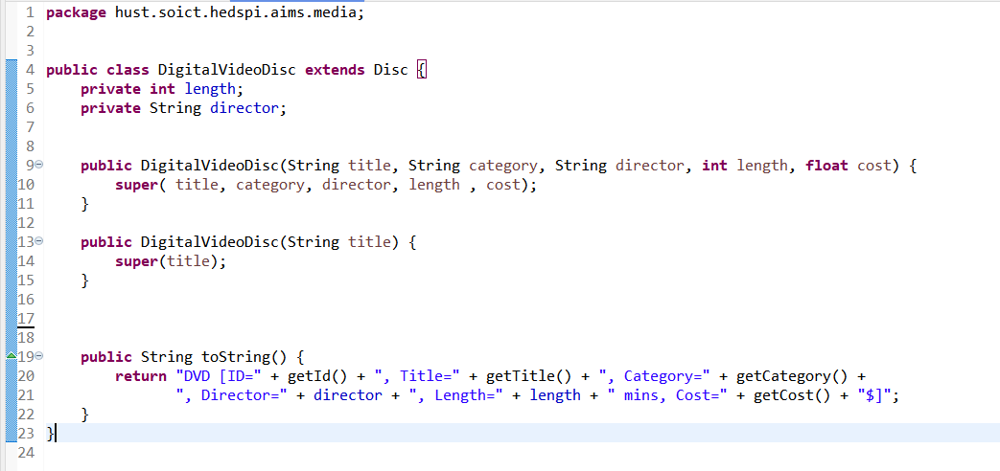 1 package hust.soict.hedspi.aims.media;
2
3
4 public class DigitalVideoDisc extends Disc {
5     private int length;
6     private String director;
7
8
9     public DigitalVideoDisc(String title, String category, String director, int length, float cost) {
10         super( title, category, director, length , cost);
11     }
12
13     public DigitalVideoDisc(String title) {
14         super(title);
15     }
16
17
18
19     public String toString() {
20         return "DVD [ID=" + getId() + ", Title=" + getTitle() + ", Category=" + getCategory() +
21                ", Director=" + director + ", Length=" + length + " mins, Cost=" + getCost() + "$]";
22     }
23 }
24